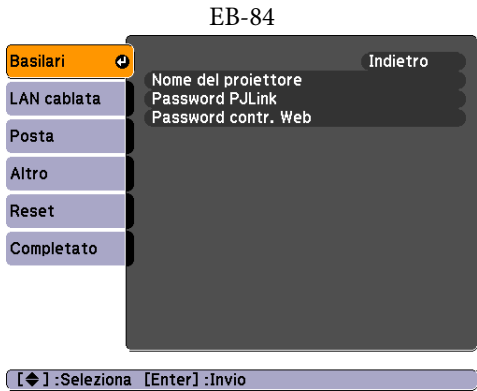 EB-84
Basilari
Indietro
Nome del proiettore
LAN cablata
Password PJLink
Password contr. Web
Posta
Altro
Reset
Completato
[◆] :Seleziona [Enter] :Invio